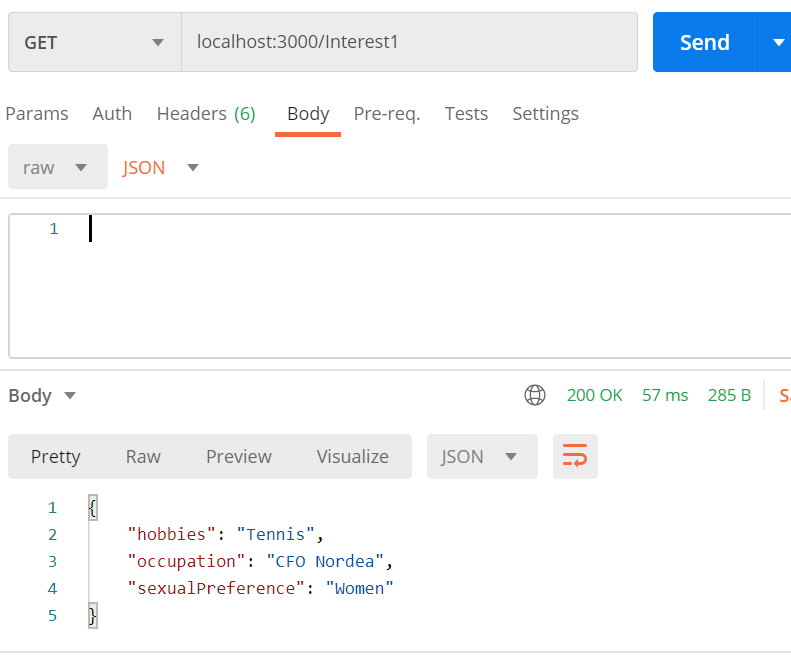 GET localhost:3000/Interest1 Send
Params Auth Headers (6) Body Pre-req. Tests Settings
raw JSON
1
Body 200 OK 57 ms 285 B
Pretty Raw Preview Visualize JSON
1 {
2 "hobbies": "Tennis",
3 "occupation": "CFO Nordea",
4 "sexualPreference": "Women"
5 }